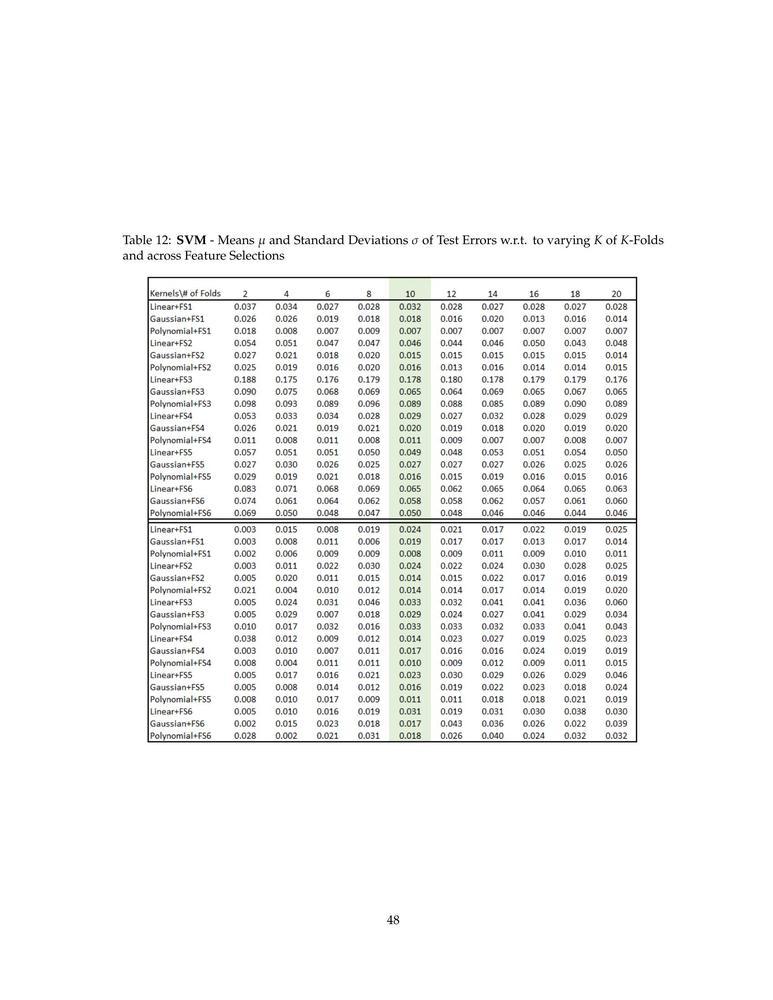 Table 12: SVM - Means μ and Standard Deviations σ of Test Errors w.r.t. to varying K of K-Folds
and across Feature Selections
Kernels\# of Folds 2 4 6 8 10 12 14 16 18 20
Linear+FS1 0.037 0.034 0.027 0.028 0.032 0.028 0.027 0.028 0.027 0.028
Gaussian+FS1 0.026 0.026 0.019 0.018 0.018 0.016 0.020 0.013 0.016 0.014
Polynomial+FS1 0.018 0.008 0.007 0.009 0.007 0.007 0.007 0.007 0.007 0.007
Linear+FS2 0.054 0.051 0.047 0.047 0.046 0.044 0.046 0.050 0.043 0.048
Gaussian+FS2 0.027 0.021 0.018 0.020 0.015 0.015 0.015 0.015 0.015 0.014
Polynomial+FS2 0.025 0.019 0.016 0.020 0.016 0.013 0.016 0.014 0.014 0.015
Linear+FS3 0.188 0.175 0.176 0.179 0.178 0.180 0.178 0.179 0.179 0.176
Gaussian+FS3 0.090 0.075 0.068 0.069 0.065 0.064 0.069 0.065 0.067 0.065
Polynomial+FS3 0.098 0.093 0.089 0.096 0.089 0.088 0.085 0.089 0.090 0.089
Linear+FS4 0.053 0.033 0.034 0.028 0.029 0.027 0.032 0.028 0.029 0.029
Gaussian+FS4 0.026 0.021 0.019 0.021 0.020 0.019 0.018 0.020 0.019 0.020
Polynomial+FS4 0.011 0.008 0.011 0.008 0.011 0.009 0.007 0.007 0.008 0.007
Linear+FS5 0.057 0.051 0.051 0.050 0.049 0.048 0.053 0.051 0.054 0.050
Gaussian+FS5 0.027 0.030 0.026 0.025 0.027 0.027 0.027 0.026 0.025 0.026
Polynomial+FS5 0.029 0.019 0.021 0.018 0.016 0.015 0.019 0.016 0.015 0.016
Linear+FS6 0.083 0.071 0.068 0.069 0.065 0.062 0.065 0.064 0.065 0.063
Gaussian+FS6 0.074 0.061 0.064 0.062 0.058 0.058 0.062 0.057 0.061 0.060
Polynomial+FS6 0.069 0.050 0.048 0.047 0.050 0.048 0.046 0.046 0.044 0.046
Linear+FS1 0.003 0.015 0.008 0.019 0.024 0.021 0.017 0.022 0.019 0.025
Gaussian+FS1 0.003 0.008 0.011 0.006 0.019 0.017 0.017 0.013 0.017 0.014
Polynomial+FS1 0.002 0.006 0.009 0.009 0.008 0.009 0.011 0.009 0.010 0.011
Linear+FS2 0.003 0.011 0.022 0.030 0.024 0.022 0.024 0.030 0.028 0.025
Gaussian+FS2 0.005 0.020 0.011 0.015 0.014 0.015 0.022 0.017 0.016 0.019
Polynomial+FS2 0.021 0.004 0.010 0.012 0.014 0.014 0.017 0.014 0.019 0.020
Linear+FS3 0.005 0.024 0.031 0.046 0.033 0.032 0.041 0.041 0.036 0.060
Gaussian+FS3 0.005 0.029 0.007 0.018 0.029 0.024 0.027 0.041 0.029 0.034
Polynomial+FS3 0.010 0.017 0.032 0.016 0.033 0.033 0.032 0.033 0.041 0.043
Linear+FS4 0.038 0.012 0.009 0.012 0.014 0.023 0.027 0.019 0.025 0.023
Gaussian+FS4 0.003 0.010 0.007 0.011 0.017 0.016 0.016 0.024 0.019 0.019
Polynomial+FS4 0.008 0.004 0.011 0.011 0.010 0.009 0.012 0.009 0.011 0.015
Linear+FS5 0.005 0.017 0.016 0.021 0.023 0.030 0.029 0.026 0.029 0.046
Gaussian+FS5 0.005 0.008 0.014 0.012 0.016 0.019 0.022 0.023 0.018 0.024
Polynomial+FS5 0.008 0.010 0.017 0.009 0.011 0.011 0.018 0.018 0.021 0.019
Linear+FS6 0.005 0.010 0.016 0.019 0.031 0.019 0.031 0.030 0.038 0.030
Gaussian+FS6 0.002 0.015 0.023 0.018 0.017 0.043 0.036 0.026 0.022 0.039
Polynomial+FS6 0.028 0.002 0.021 0.031 0.018 0.026 0.040 0.024 0.032 0.032
48